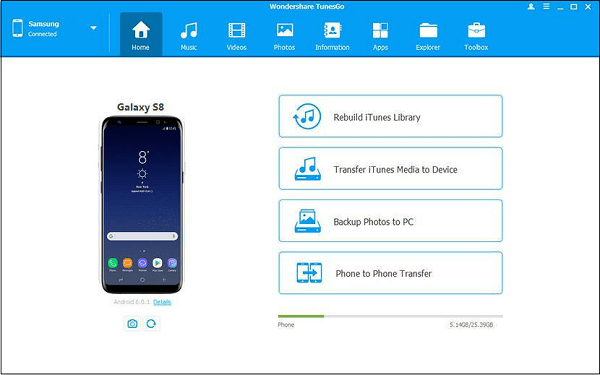 Wondershare TunesGo
Samsung
Connected
Home
Music
Videos
Photos
Information
Apps
Explorer
Toolbox
Galaxy S8
8°
Rebuild iTunes Library
Transfer iTunes Media to Device
Backup Photos to PC
Phone to Phone Transfer
Android 6.0.1 Details
Phone 5.14GB/25.39GB